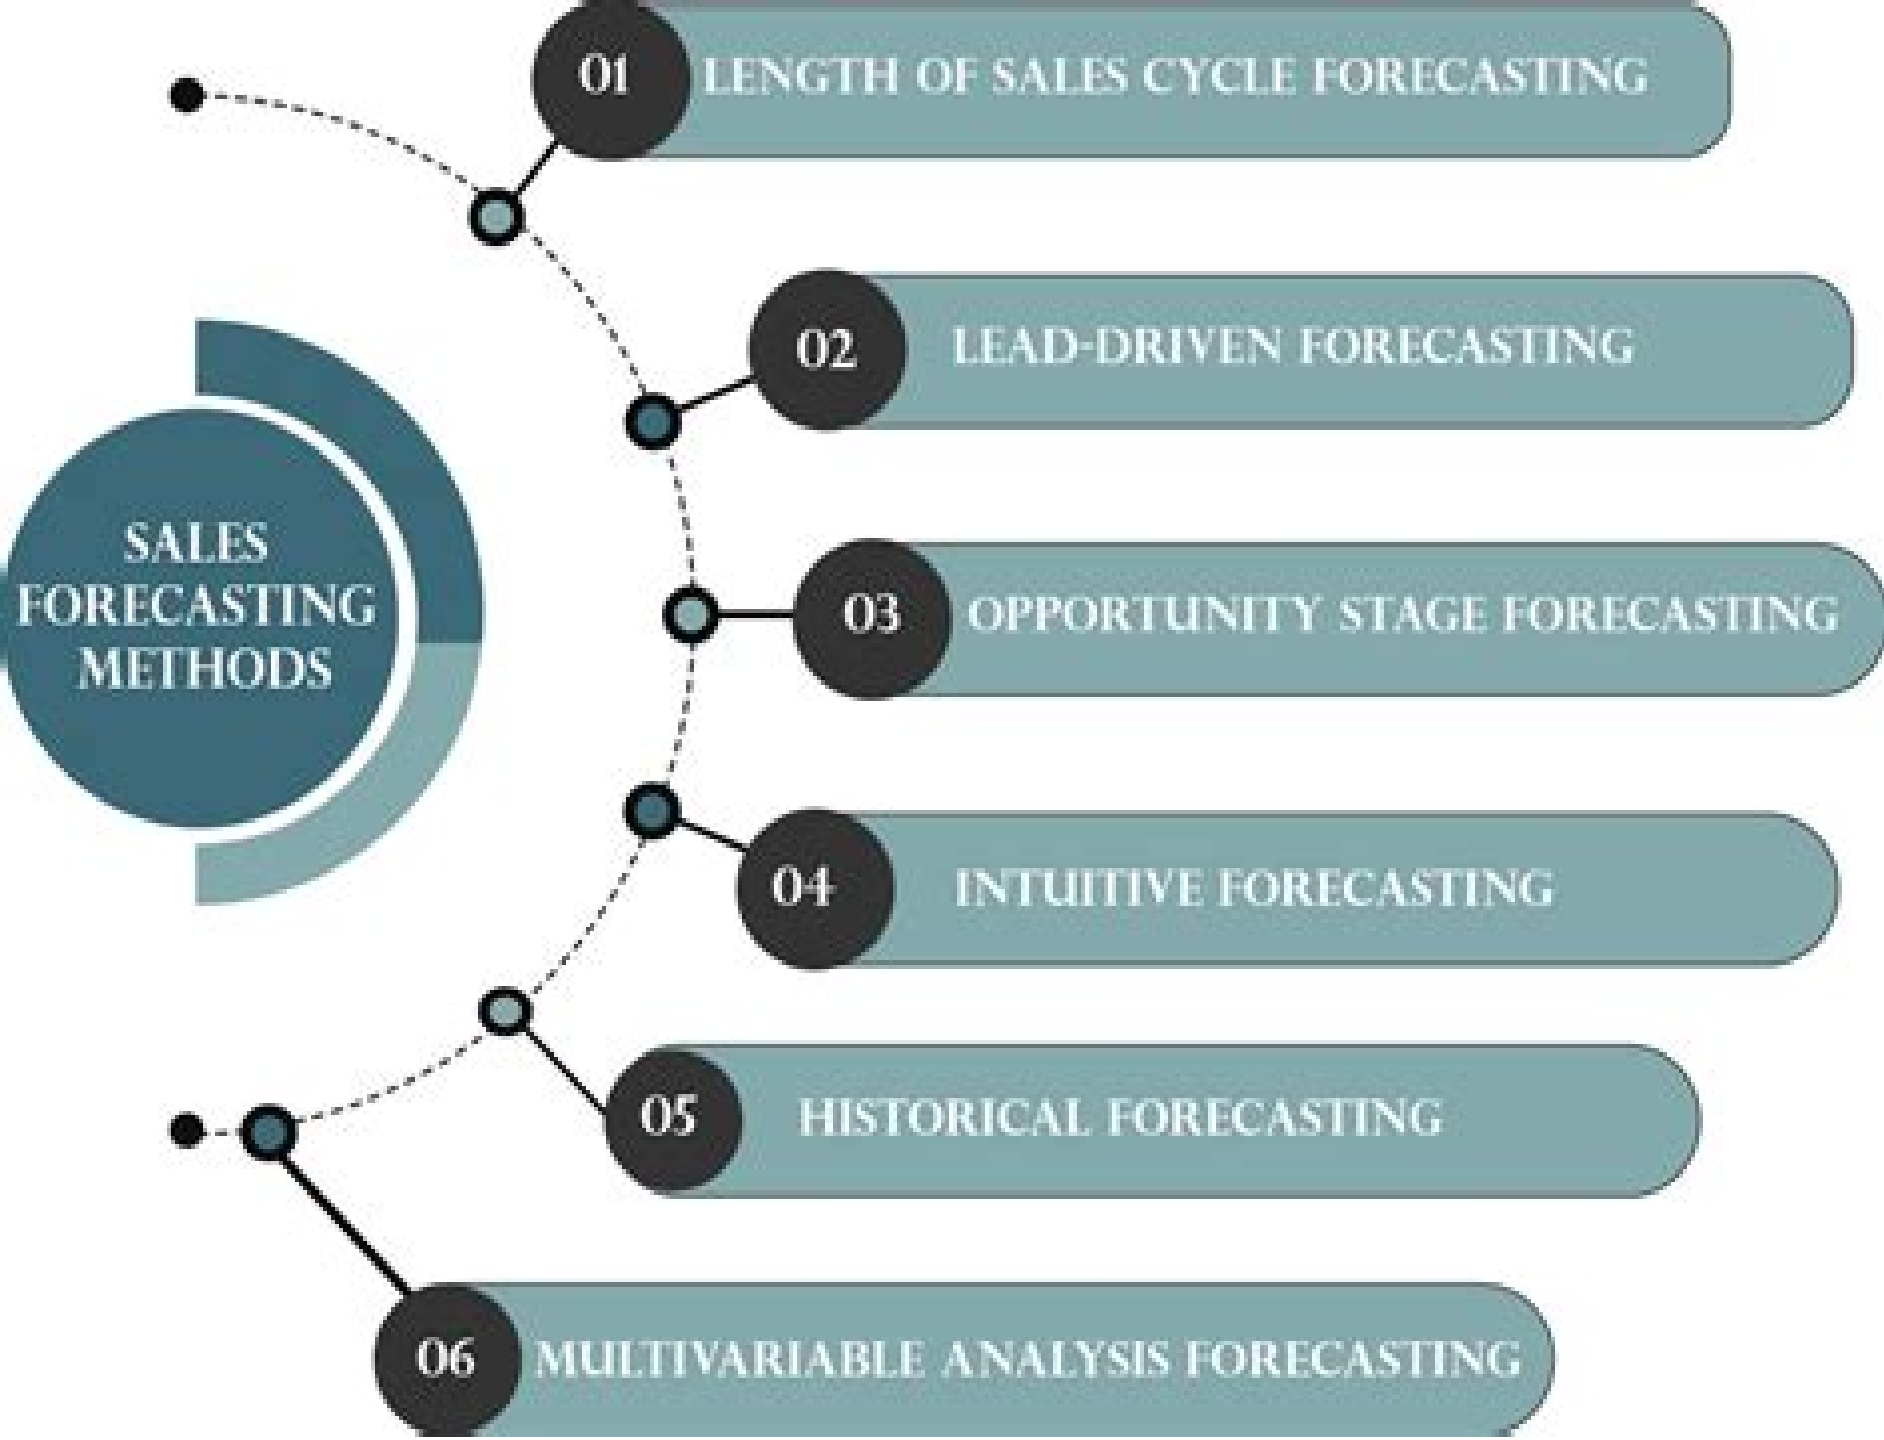 01 LENGTH OF SALES CYCLE FORECASTING
02 LEAD-DRIVEN FORECASTING
SALES
FORECASTING
METHODS
03 OPPORTUNITY STAGE FORECASTING
04 INTUITIVE FORECASTING
05 HISTORICAL FORECASTING
06 MULTIVARIABLE ANALYSIS FORECASTING